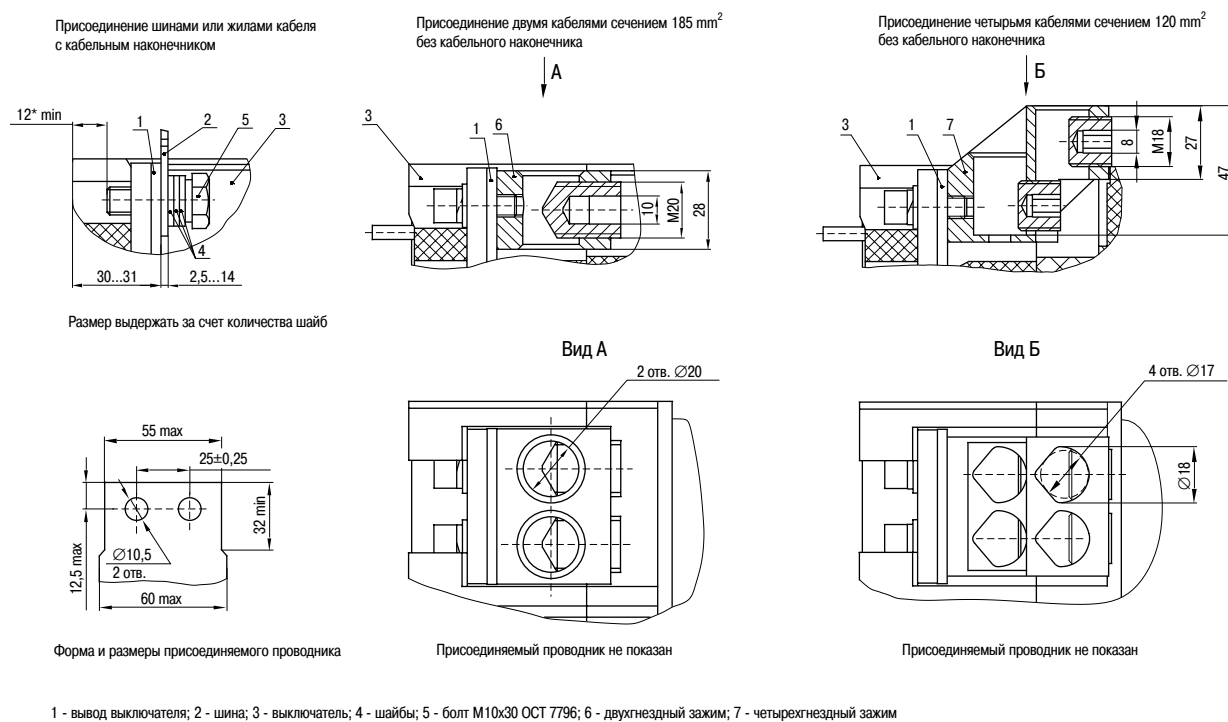 Присоединение шинами или жилами кабеля
с кабельным наконечником
Присоединение двумя кабелями сечением 185 mm²
без кабельного наконечника
Присоединение четырьмя кабелями сечением 120 mm²
без кабельного наконечника
А
Б
12* min
1
2
5
3
4
30...31
2,5...14
3
1
6
10
М20
28
3
1
7
8
М18
27
47
Размер выдержать за счет количества шайб
Вид А
Вид Б
2 отв. ∅20
4 отв. ∅17
∅18
55 max
25±0,25
32 min
12,5 max
∅10,5
2 отв.
60 max
Форма и размеры присоединяемого проводника
Присоединяемый проводник не показан
Присоединяемый проводник не показан
1 - вывод выключателя; 2 - шина; 3 - выключатель; 4 - шайбы; 5 - болт М10х30 ОСТ 7796; 6 - двухгнездный зажим; 7 - четырехгнездный зажим